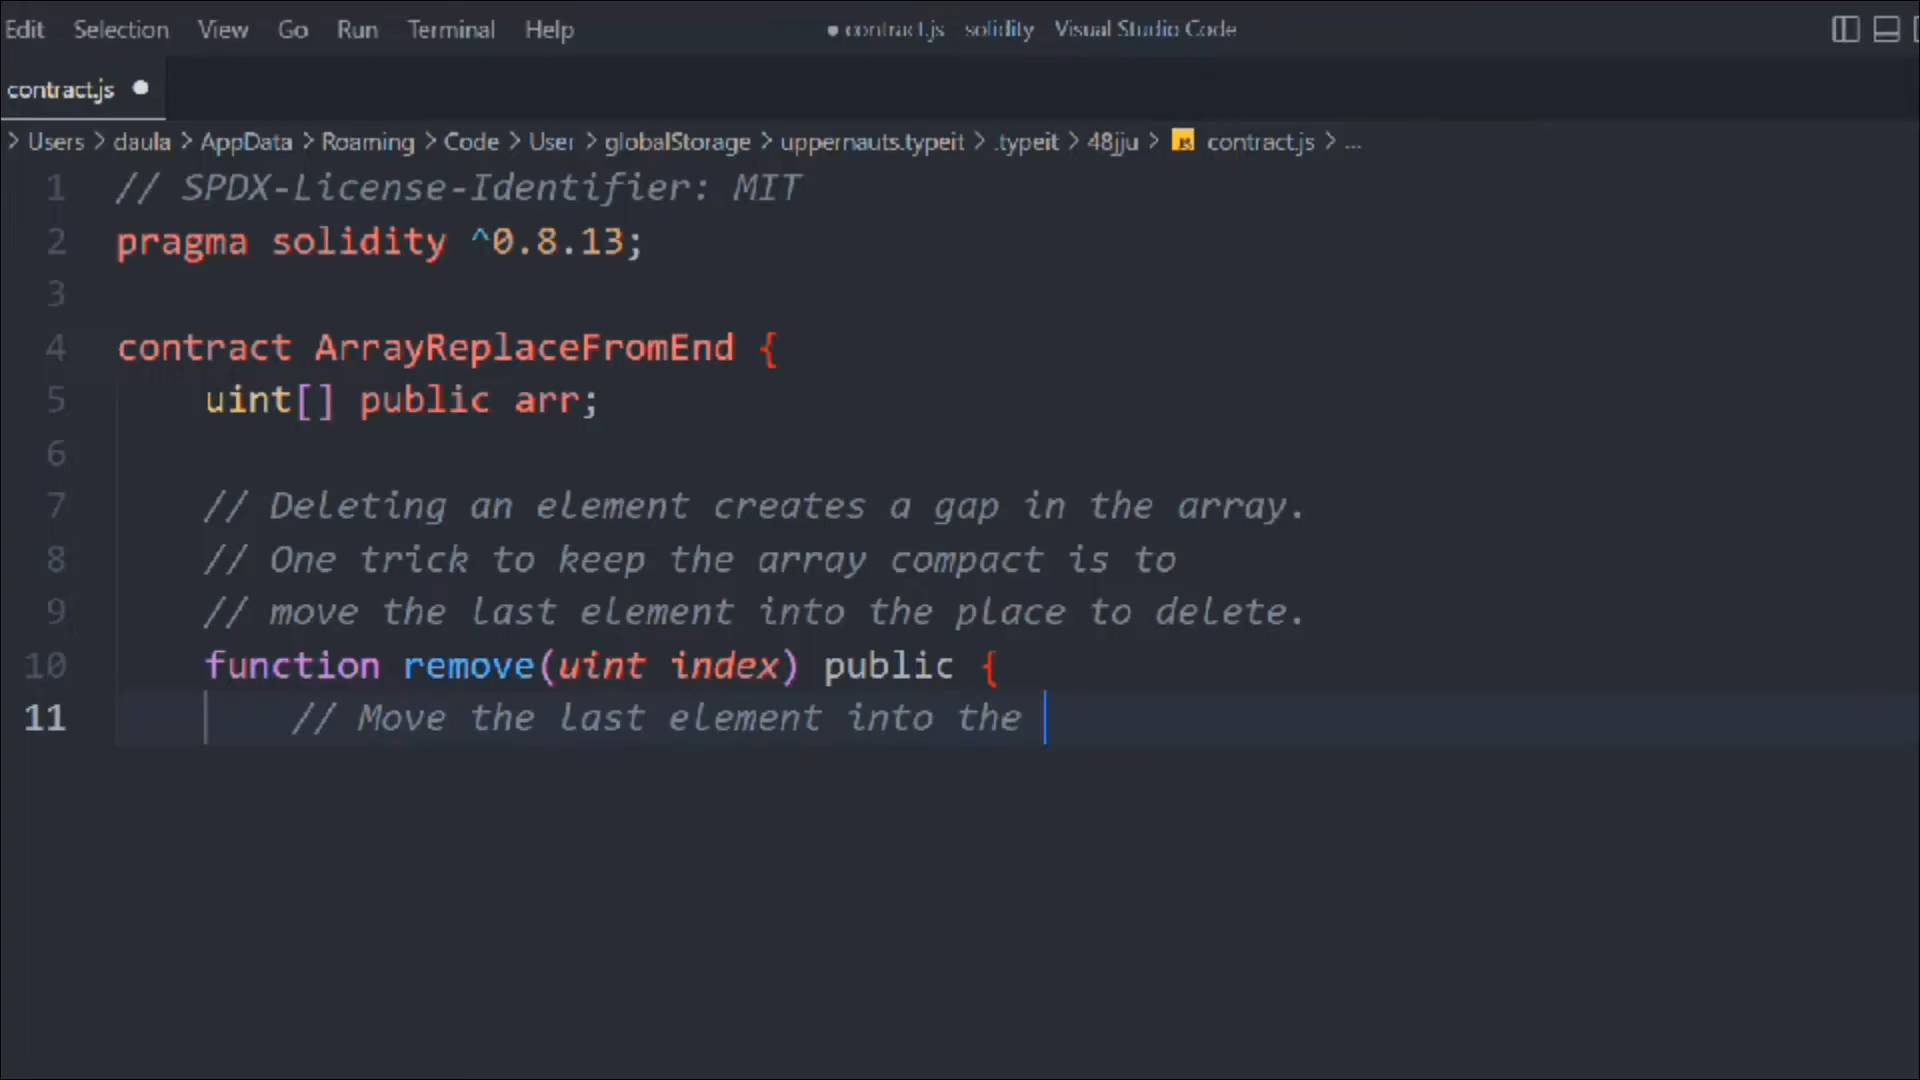 Edit Selection View Go Run Terminal Help ● contract.js solidity Visual Studio Code
contract.js ●
> Users > daula > AppData > Roaming > Code > User > globalStorage > uppernauts.typeit > .typeit > 48jju > JS contract.js > ...
1 // SPDX-License-Identifier: MIT
2 pragma solidity ^0.8.13;
3
4 contract ArrayReplaceFromEnd {
5 uint[] public arr;
6
7 // Deleting an element creates a gap in the array.
8 // One trick to keep the array compact is to
9 // move the last element into the place to delete.
10 function remove(uint index) public {
11 // Move the last element into the